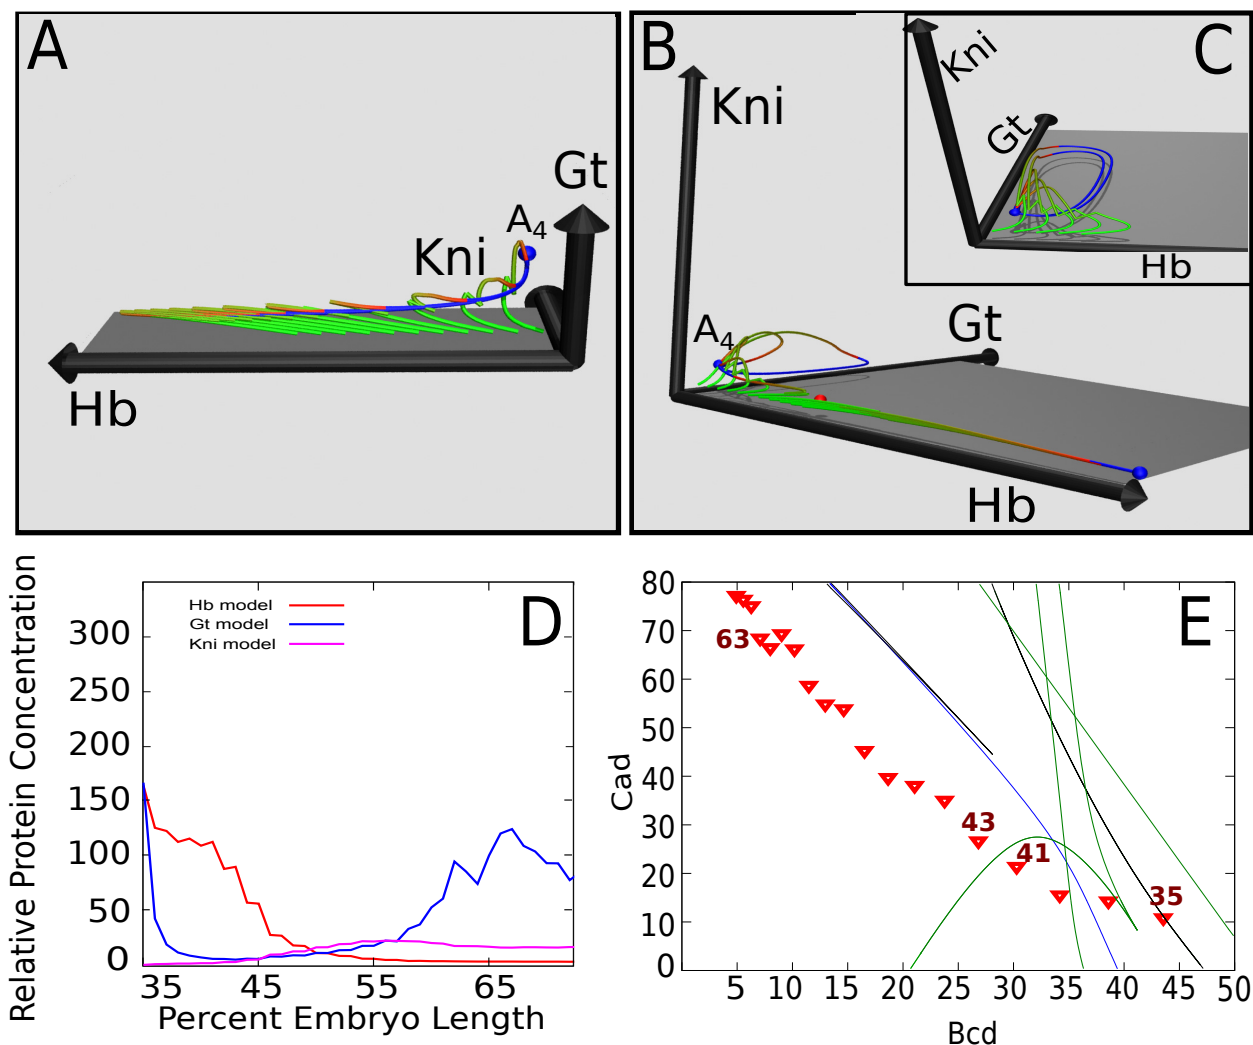 A
Gt
A4
Kni
Hb
B
Kni
A4
Gt
Hb
C
Kni
Gt
Hb
D
Relative Protein Concentration
300
250
200
150
100
50
0
Hb model
Gt model
Kni model
35 45 55 65
Percent Embryo Length
E
Cad
80
70
60
50
40
30
20
10
0
63
43
41
35
5 10 15 20 25 30 35 40 45 50
Bcd